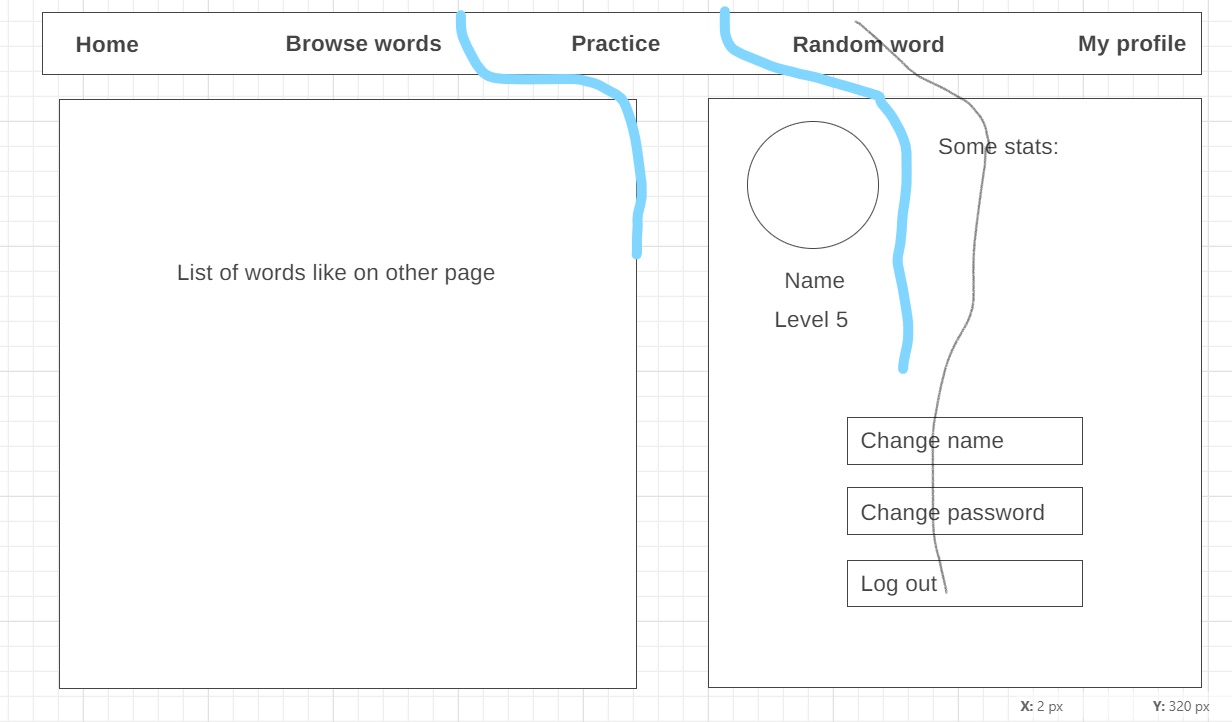 Home Browse words Practice Random word My profile
List of words like on other page
Some stats:
Name
Level 5
Change name
Change password
Log out
X: 2 px Y: 320 px